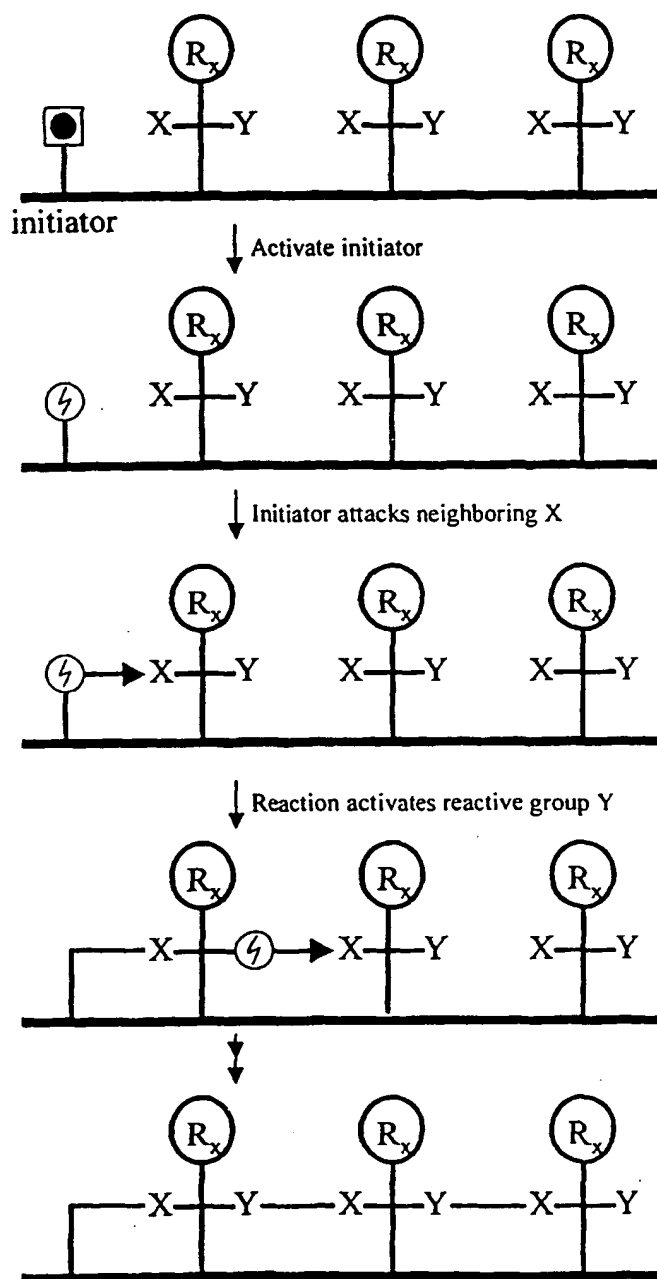 Rx Rx Rx
X Y X Y X Y
initiator
Activate initiator
Rx Rx Rx
X Y X Y X Y
Initiator attacks neighboring X
Rx Rx Rx
X Y X Y X Y
Reaction activates reactive group Y
Rx Rx Rx
X X Y X Y
Rx Rx Rx
X Y X Y X Y